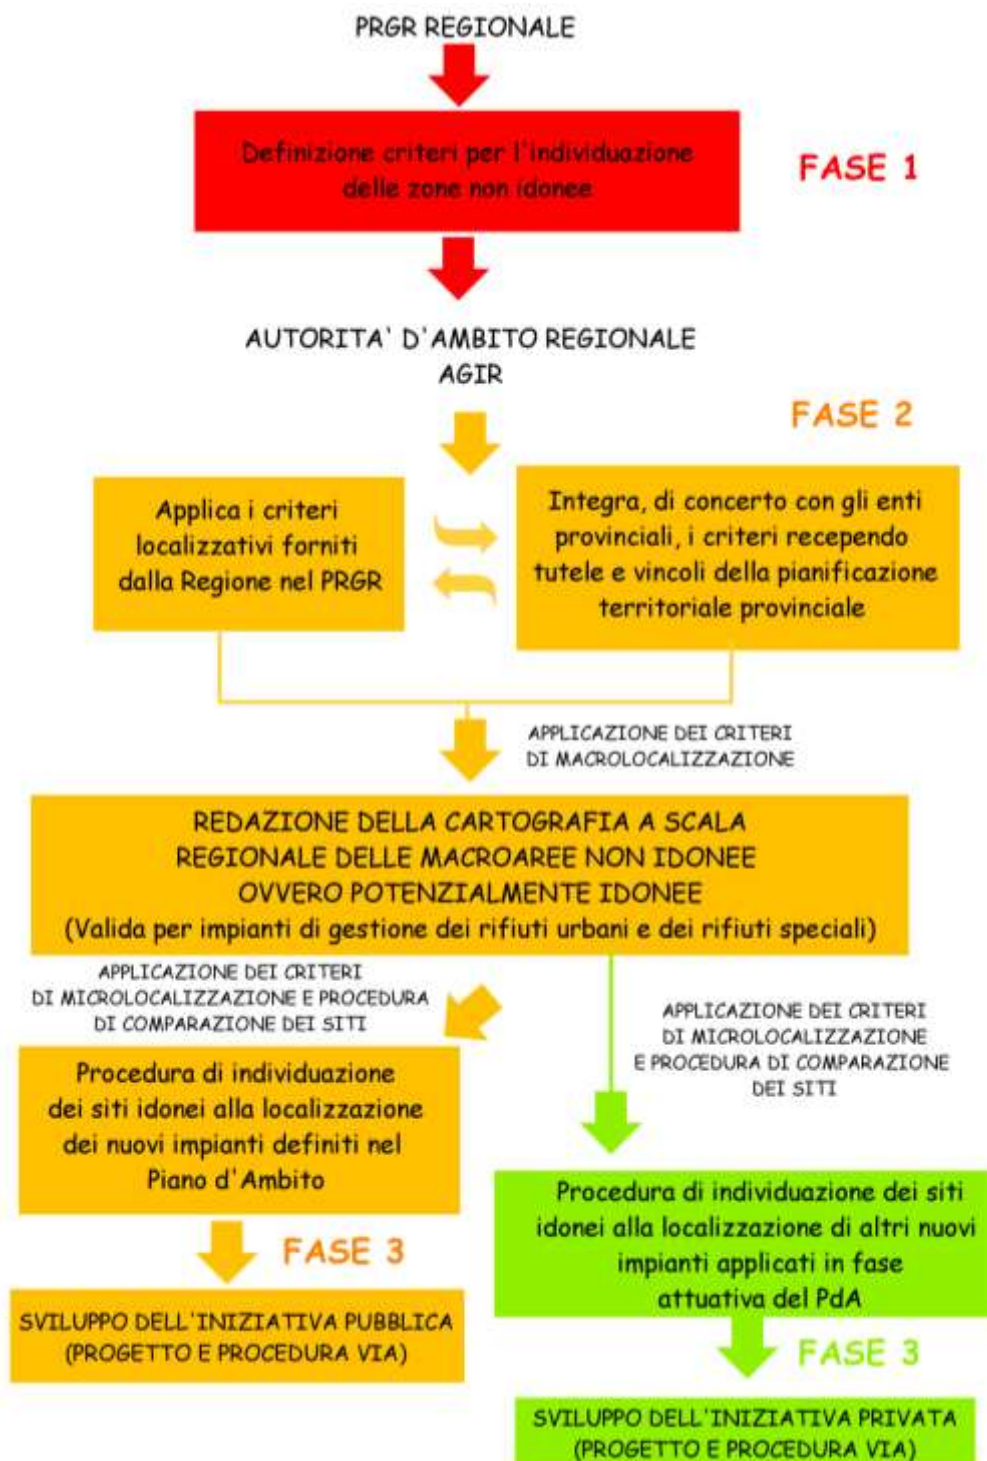 PRGR REGIONALE
Definizione criteri per l'individuazione
delle zone non idonee
FASE 1
AUTORITA' D'AMBITO REGIONALE
AGIR
FASE 2
Applica i criteri
localizzativi forniti
dalla Regione nel PRGR
Integra, di concerto con gli enti
provinciali, i criteri recependo
tutele e vincoli della pianificazione
territoriale provinciale
APPLICAZIONE DEI CRITERI
DI MACROLOCALIZZAZIONE
REDAZIONE DELLA CARTOGRAFIA A SCALA
REGIONALE DELLE MACROAREE NON IDONEE
OVVERO POTENZIALMENTE IDONEE
(Valida per impianti di gestione dei rifiuti urbani e dei rifiuti speciali)
APPLICAZIONE DEI CRITERI
DI MICROLOCALIZZAZIONE E PROCEDURA
DI COMPARAZIONE DEI SITI
APPLICAZIONE DEI CRITERI
DI MICROLOCALIZZAZIONE
E PROCEDURA DI COMPARAZIONE
DEI SITI
Procedura di individuazione
dei siti idonei alla localizzazione
dei nuovi impianti definiti nel
Piano d'Ambito
Procedura di individuazione dei siti
idonei alla localizzazione di altri nuovi
impianti applicati in fase
attuativa del PdA
FASE 3
SVILUPPO DELL'INIZIATIVA PUBBLICA
(PROGETTO E PROCEDURA VIA)
FASE 3
SVILUPPO DELL'INIZIATIVA PRIVATA
(PROGETTO E PROCEDURA VIA)